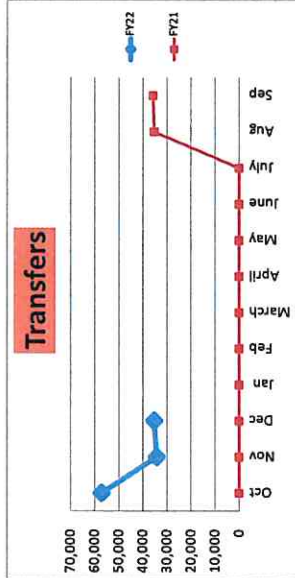 Transfers
70,000
60,000
50,000
40,000
30,000
20,000
10,000
0
Oct
Nov
Dec
Jan
Feb
March
April
May
June
July
Aug
Sep
FY22
FY21